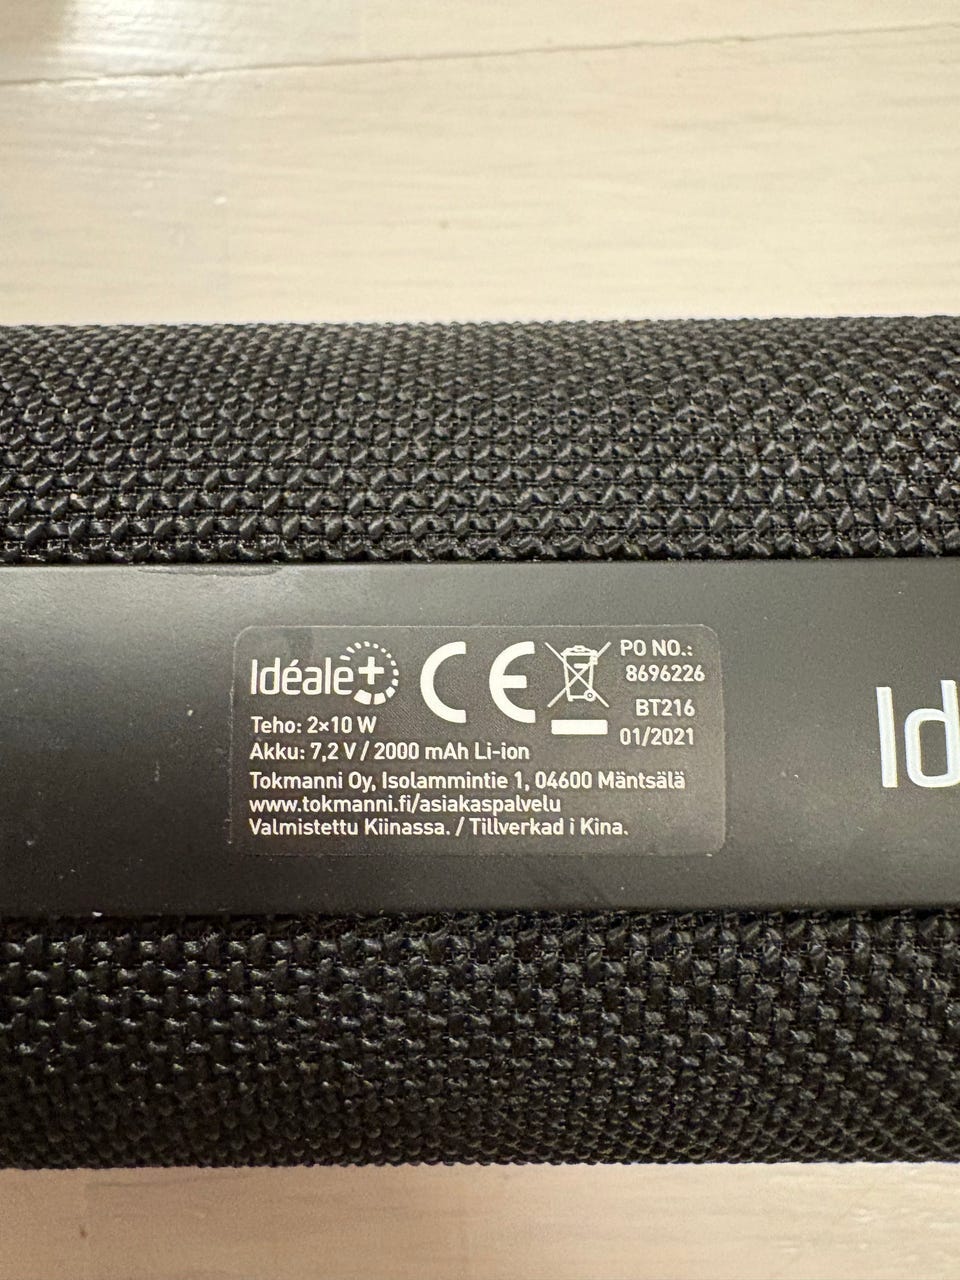 Idéale+
CE
PO NO.:
8696226
BT216
01/2021
Teho: 2×10 W
Akku: 7,2 V / 2000 mAh Li-ion
Tokmanni Oy, Isolammintie 1, 04600 Mäntsälä
www.tokmanni.fi/asiakaspalvelu
Valmistettu Kiinassa. / Tillverkad i Kina.
Id